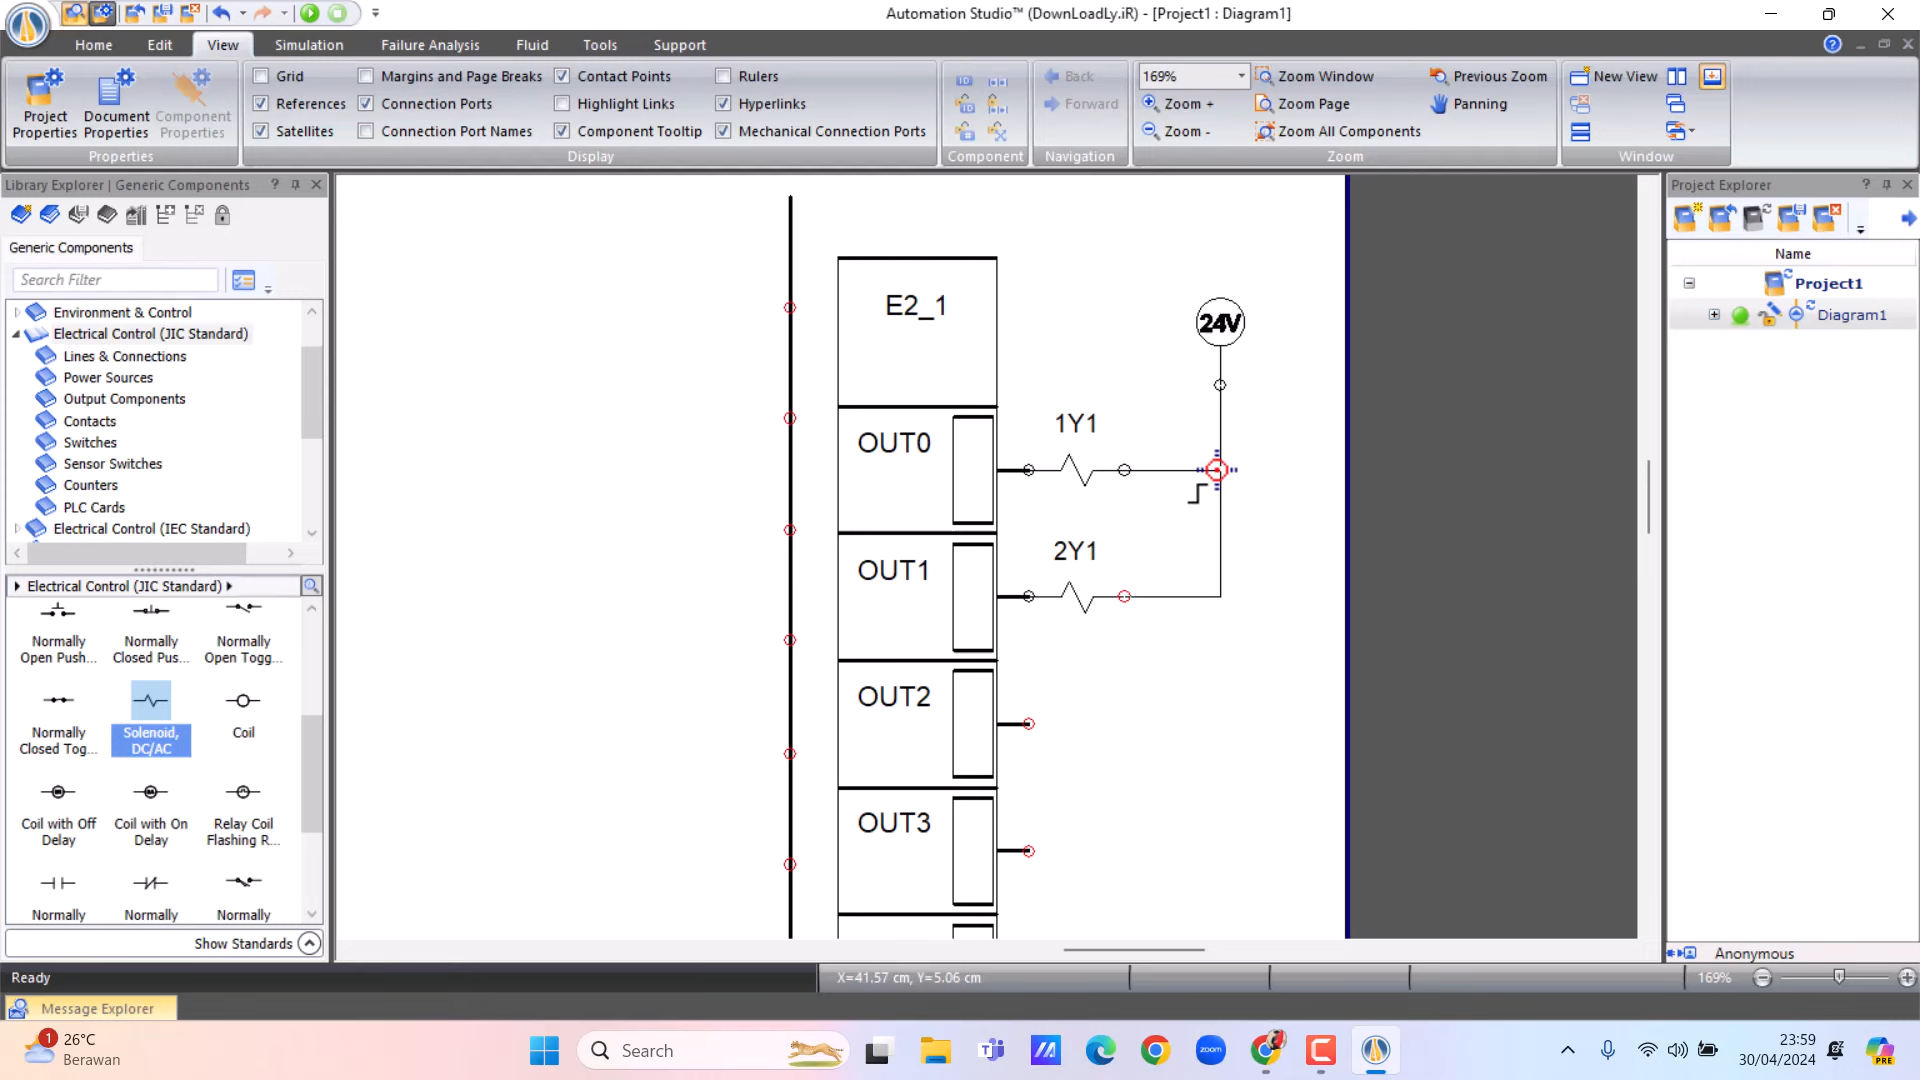 Automation Studio™ (DownLoadLy.iR) - [Project1 : Diagram1]
Home Edit View Simulation Failure Analysis Fluid Tools Support
Project Properties
Document Properties
Component Properties
Properties
Grid
References
Satellites
Margins and Page Breaks
Connection Ports
Connection Port Names
Contact Points
Highlight Links
Component Tooltip
Rulers
Hyperlinks
Mechanical Connection Ports
Display
Component
Back
Forward
Navigation
169%
Zoom +
Zoom -
Zoom Window
Zoom Page
Zoom All Components
Previous Zoom
Panning
Zoom
New View
Window
Library Explorer | Generic Components
Generic Components
Search Filter
Environment & Control
Electrical Control (JIC Standard)
Lines & Connections
Power Sources
Output Components
Contacts
Switches
Sensor Switches
Counters
PLC Cards
Electrical Control (IEC Standard)
Electrical Control (JIC Standard)
Normally Open Push...
Normally Closed Pus...
Normally Open Togg...
Normally Closed Tog...
Solenoid, DC/AC
Coil
Coil with Off Delay
Coil with On Delay
Relay Coil Flashing R...
Normally
Normally
Normally
Show Standards
E2_1
24V
OUT0
1Y1
OUT1
2Y1
OUT2
OUT3
Project Explorer
Name
Project1
Diagram1
Anonymous
Ready
X=41.57 cm, Y=5.06 cm
169%
Message Explorer
1
26°C
Berawan
Search
zoom
23:59
30/04/2024
PRE